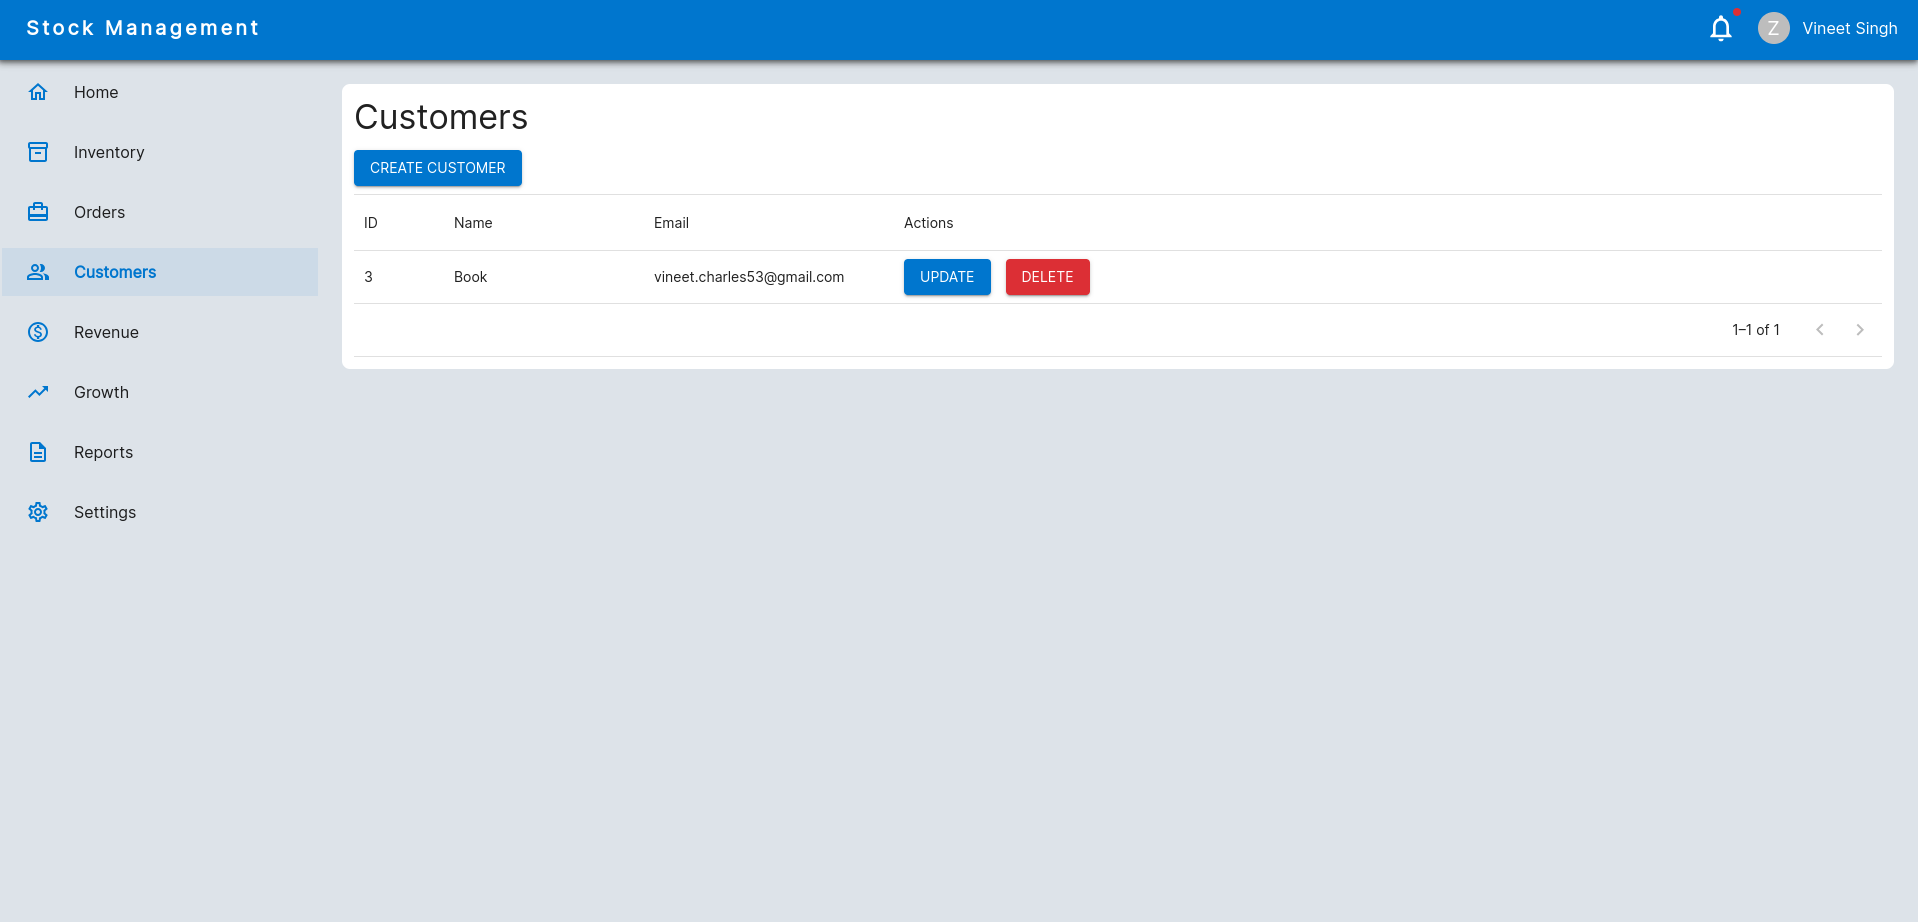 Stock Management
Z
Vineet Singh
Home
Inventory
Orders
Customers
Revenue
Growth
Reports
Settings
Customers
CREATE CUSTOMER
ID Name Email Actions
3 Book vineet.charles53@gmail.com UPDATE DELETE
1–1 of 1